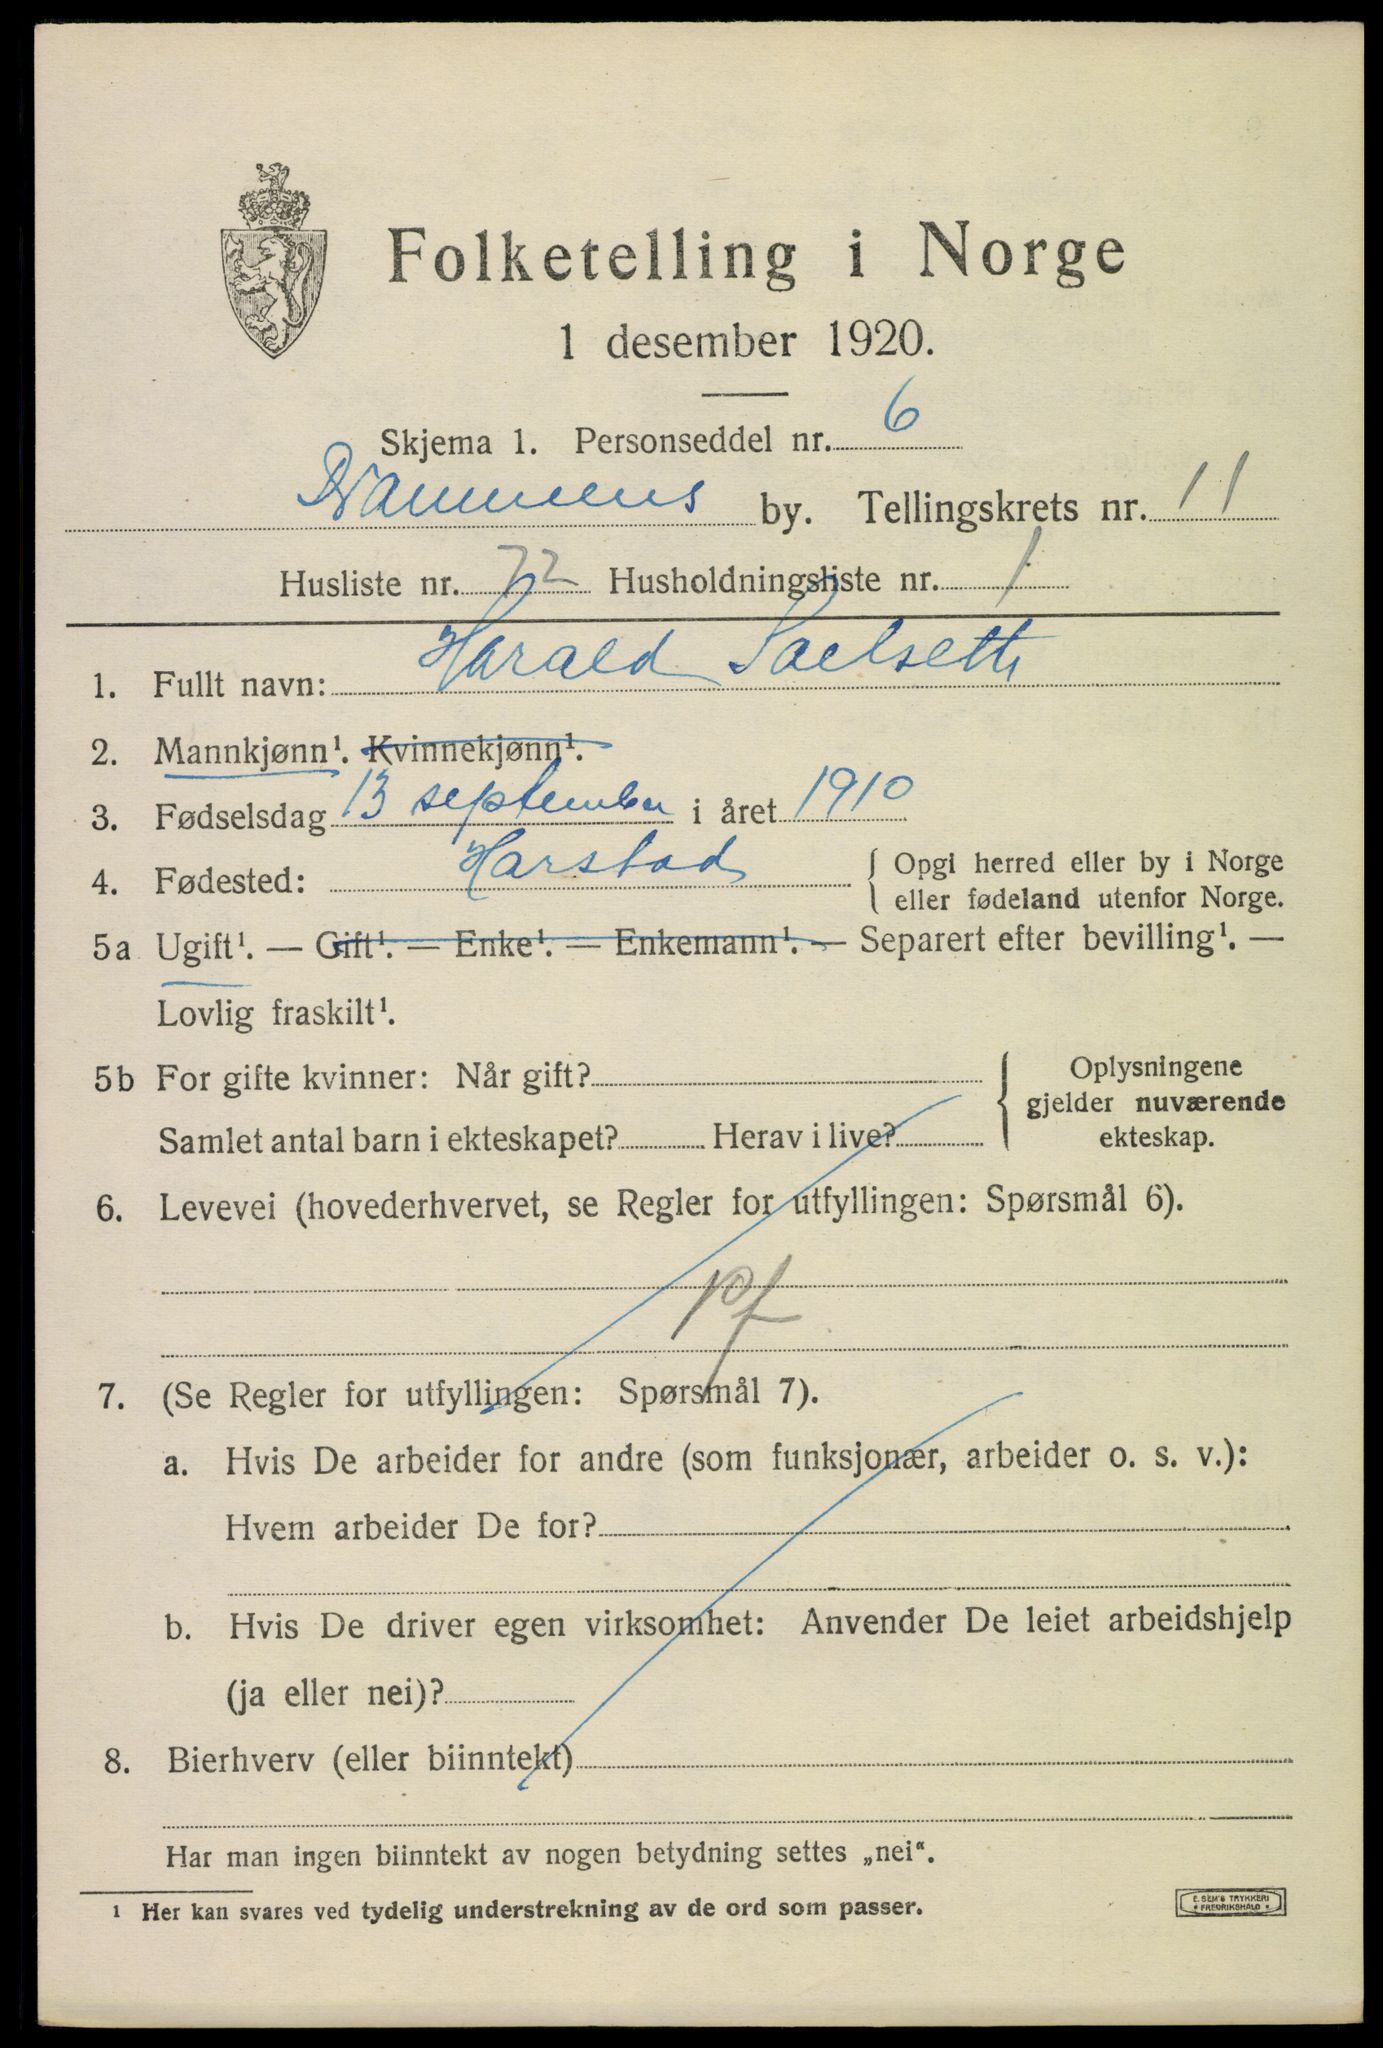 Folketelling i Norge
1 desember 1920.
Skjema 1. Personseddel nr. 6
Drammens by. Tellingskrets nr. 11
Husliste nr. 72 Husholdningsliste nr. 1
1. Fullt navn: Harald Saelseth
2. Mannkjønn¹. Kvinnekjønn¹.
3. Fødselsdag 13 september i året 1910
4. Fødested: Harstad { Opgi herred eller by i Norge
eller fødeland utenfor Norge.
5a Ugift¹. — Gift¹. — Enke¹. — Enkemann¹. — Separert efter bevilling¹. —
Lovlig fraskilt¹.
5b For gifte kvinner: Når gift?
Samlet antal barn i ekteskapet? Herav i live?
Oplysningene
gjelder nuværende
ekteskap.
6. Levevei (hovederhvervet, se Regler for utfyllingen: Spørsmål 6).
pf
7. (Se Regler for utfyllingen: Spørsmål 7).
a. Hvis De arbeider for andre (som funksjonær, arbeider o. s. v.):
Hvem arbeider De for?
b. Hvis De driver egen virksomhet: Anvender De leiet arbeidshjelp
(ja eller nei)?
8. Bierhverv (eller biinntekt)
Har man ingen biinntekt av nogen betydning settes „nei“.
¹ Her kan svares ved tydelig understrekning av de ord som passer.
E. SEM'S TRYKKERI
* FREDRIKSHALD *